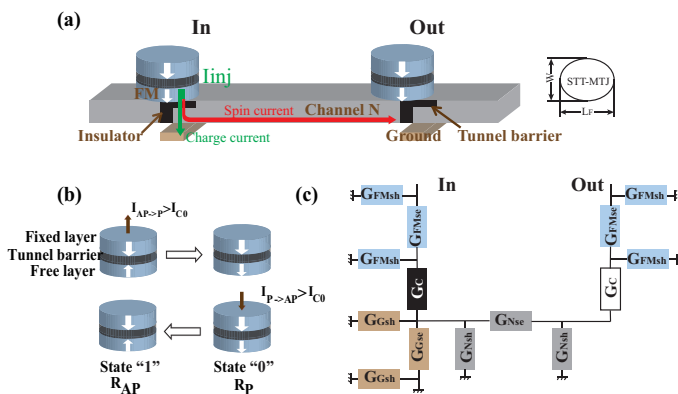 (a)
In
Out
Iinj
FM
Spin current
Channel N
Insulator
Charge current
Ground
Tunnel barrier
W
STT-MTJ
LF
(b)
IAP->P>IC0
Fixed layer
Tunnel barrier
Free layer
IP->AP>IC0
State “1”
RAP
State “0”
RP
(c)
In
Out
GFMsh
GFMse
GFMsh
GC
GGsh
GGse
GGsh
GNsh
GNse
GNsh
GFMsh
GFMse
GFMsh
GC